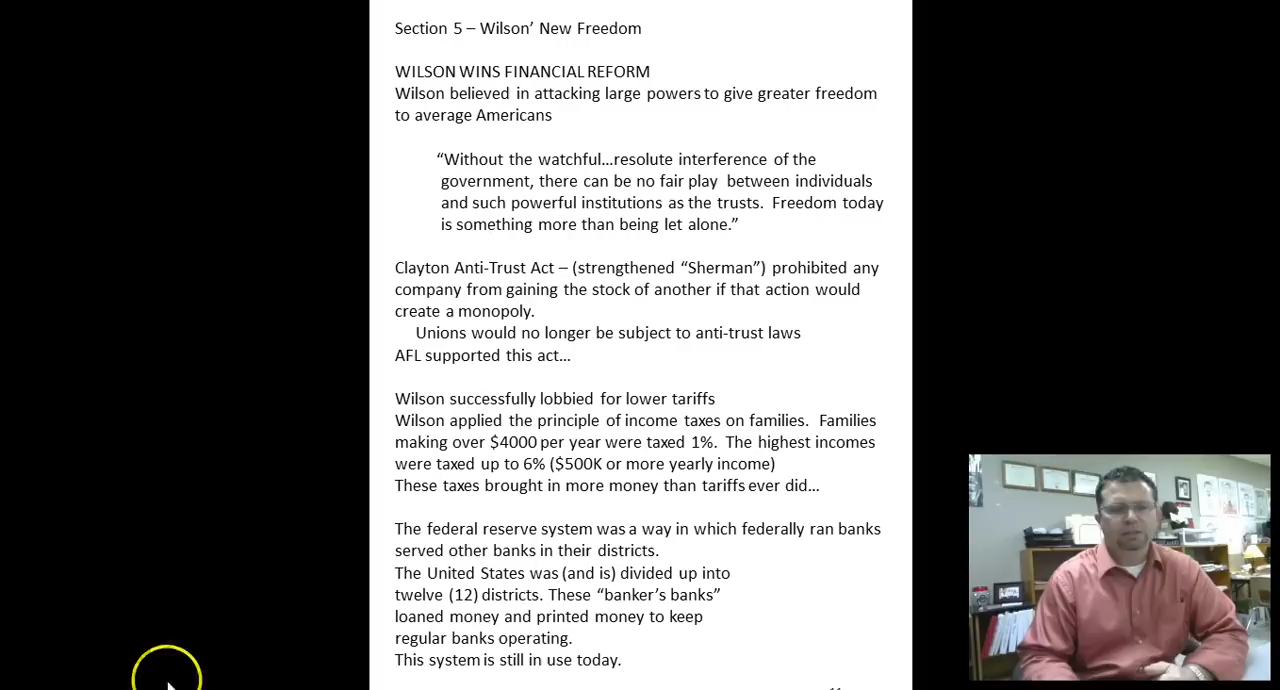 Section 5 – Wilson’ New Freedom
WILSON WINS FINANCIAL REFORM
Wilson believed in attacking large powers to give greater freedom
to average Americans
“Without the watchful…resolute interference of the
government, there can be no fair play between individuals
and such powerful institutions as the trusts. Freedom today
is something more than being let alone.”
Clayton Anti-Trust Act – (strengthened “Sherman”) prohibited any
company from gaining the stock of another if that action would
create a monopoly.
Unions would no longer be subject to anti-trust laws
AFL supported this act…
Wilson successfully lobbied for lower tariffs
Wilson applied the principle of income taxes on families. Families
making over $4000 per year were taxed 1%. The highest incomes
were taxed up to 6% ($500K or more yearly income)
These taxes brought in more money than tariffs ever did…
The federal reserve system was a way in which federally ran banks
served other banks in their districts.
The United States was (and is) divided up into
twelve (12) districts. These “banker’s banks”
loaned money and printed money to keep
regular banks operating.
This system is still in use today.